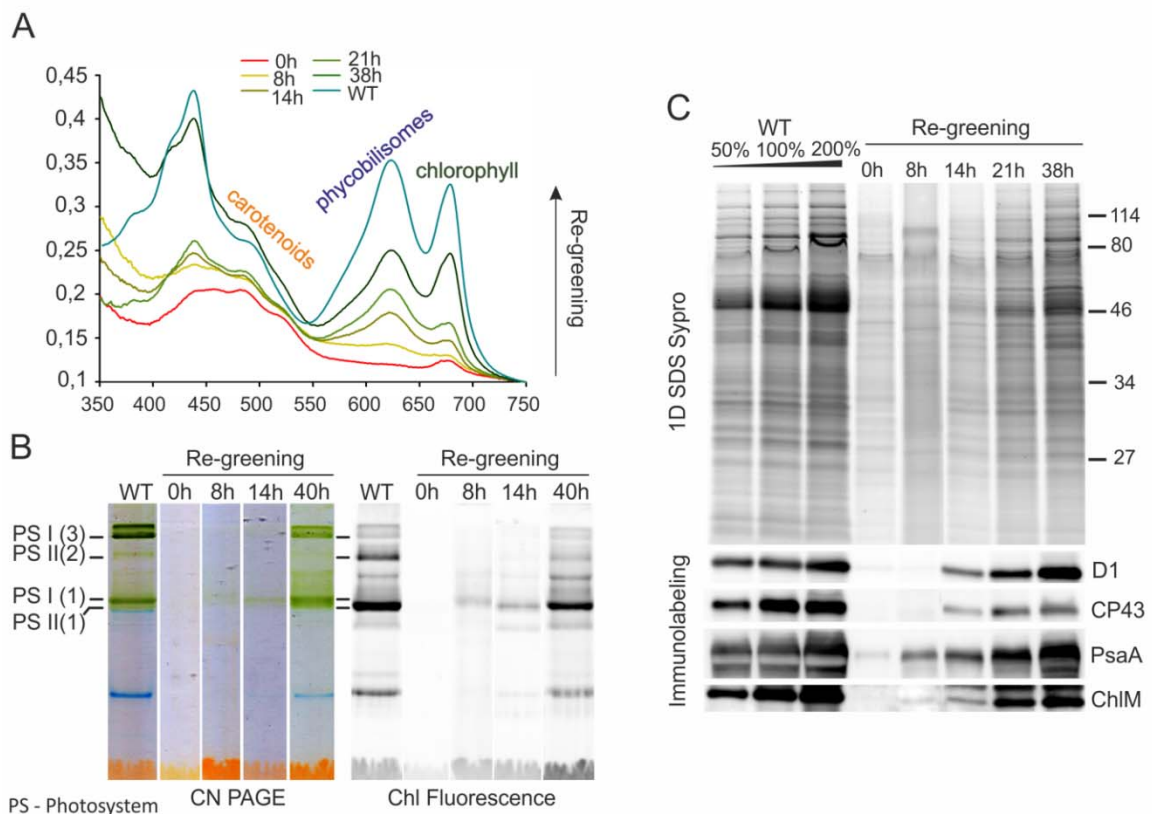 A
0h
8h
14h
21h
38h
WT
0,45
0,4
0,35
0,3
0,25
0,2
0,15
0,1
350 400 450 500 550 600 650 700 750
carotenoids
phycobilisomes
chlorophyll
Re-greening
B
Re-greening
WT 0h 8h 14h 40h
PS I (3)
PS II(2)
PS I (1)
PS II(1)
CN PAGE
Re-greening
WT 0h 8h 14h 40h
Chl Fluorescence
PS - Photosystem
C
WT
50% 100% 200%
Re-greening
0h 8h 14h 21h 38h
1D SDS Sypro
114
80
46
34
27
Immunolabeling
D1
CP43
PsaA
ChlM